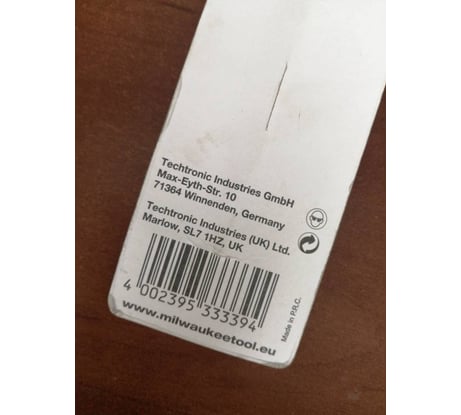 Techtronic Industries GmbH
Max-Eyth-Str. 10
71364 Winnenden, Germany
Techtronic Industries (UK) Ltd.
Marlow, SL7 1HZ, UK
4 002395 333394
www.milwaukeetool.eu
Made in P.R.C.